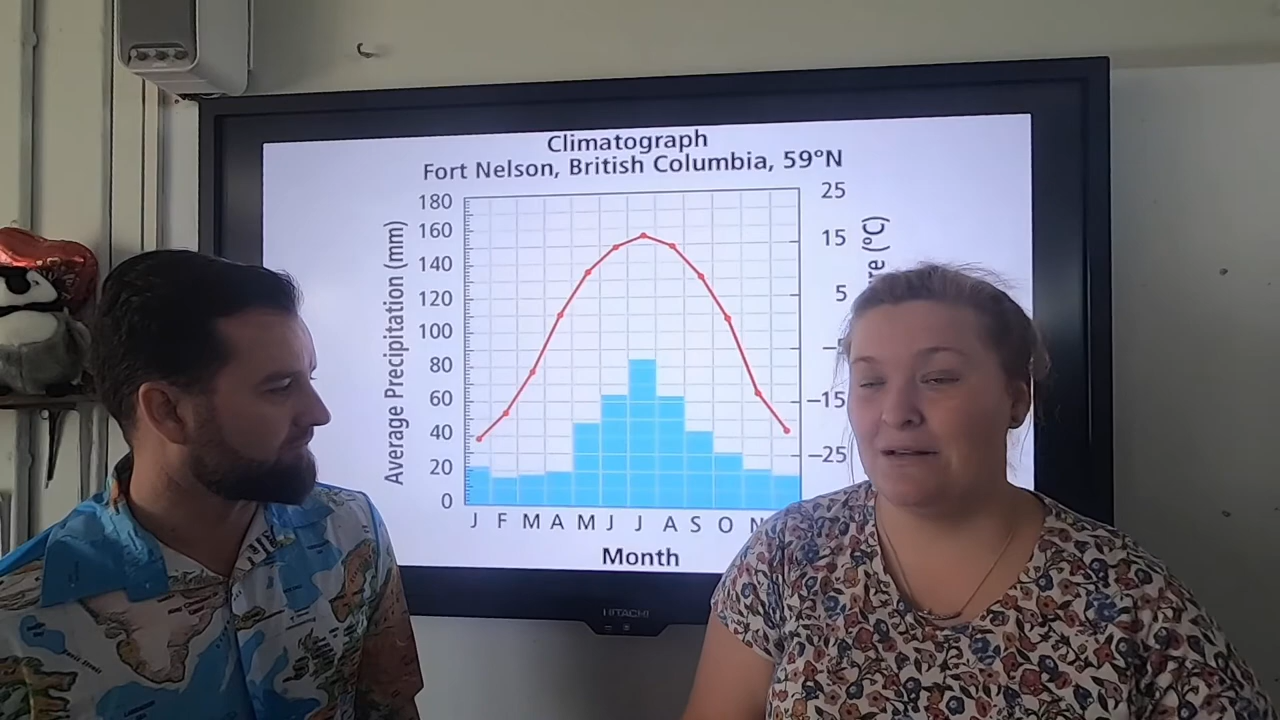 Climatograph
Fort Nelson, British Columbia, 59°N
180
160
140
120
100
80
60
40
20
0
Average Precipitation (mm)
25
15
5
–15
–25
(°C)
J F M A M J J A S O N
Month
HITACHI